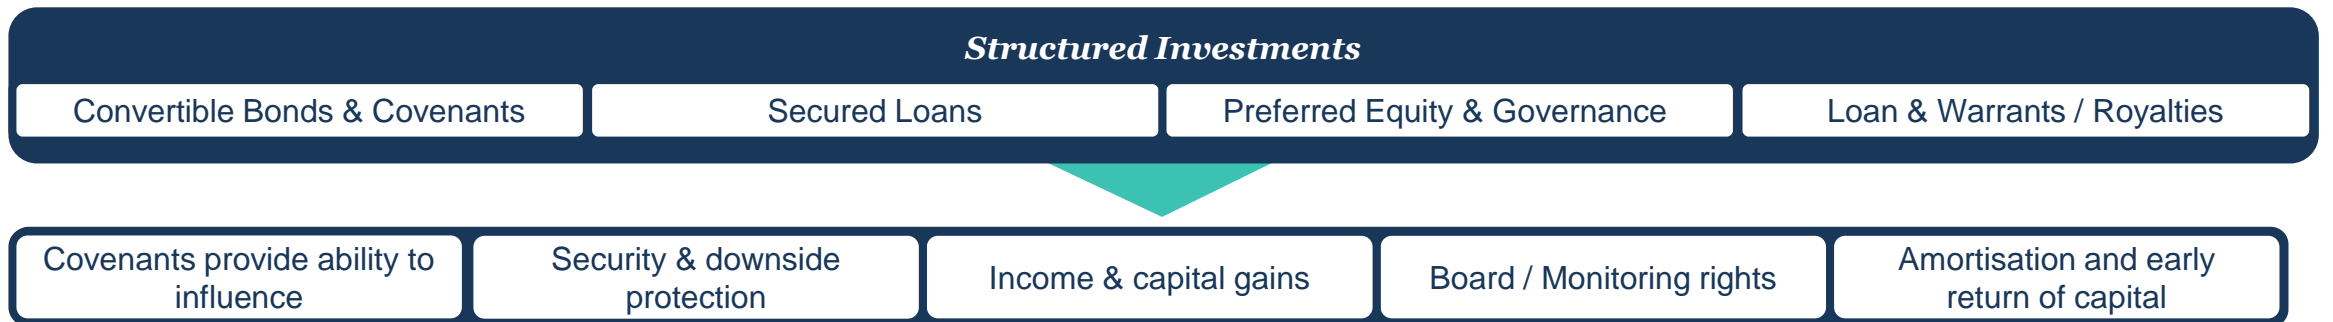 Structured Investments
Convertible Bonds & Covenants
Secured Loans
Preferred Equity & Governance
Loan & Warrants / Royalties
Covenants provide ability to
influence
Security & downside
protection
Income & capital gains
Board / Monitoring rights
Amortisation and early
return of capital